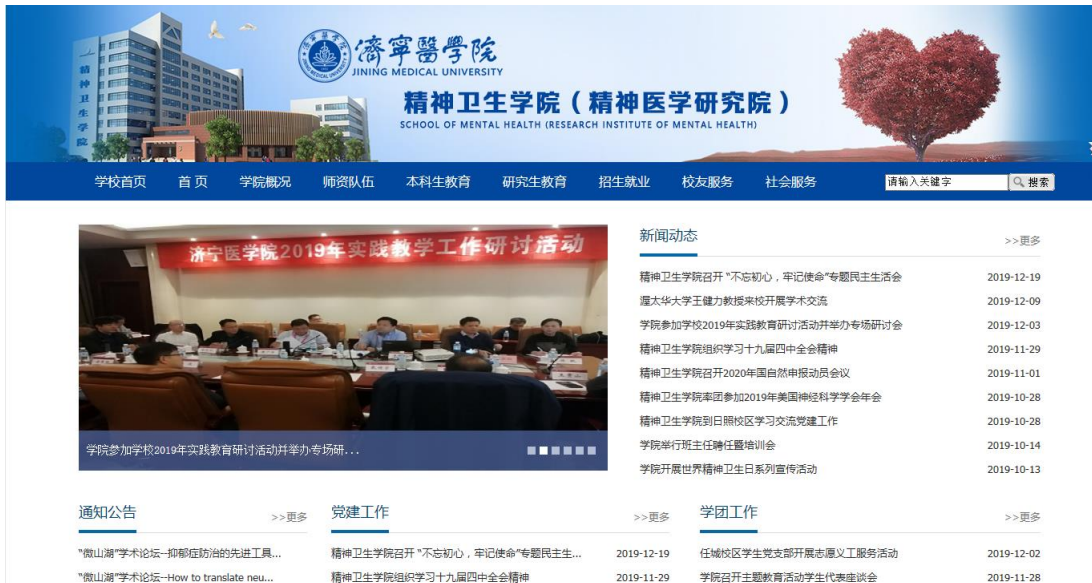 精神卫生学院
濟寧醫學院
JINING MEDICAL UNIVERSITY
精神卫生学院（精神医学研究院）
SCHOOL OF MENTAL HEALTH (RESEARCH INSTITUTE OF MENTAL HEALTH)
学校首页 首 页 学院概况 师资队伍 本科生教育 研究生教育 招生就业 校友服务 社会服务 请输入关键字 搜索
济宁医学院2019年实践教学工作研讨活动
学院参加学校2019年实践教育研讨活动并举办专场研...
新闻动态 >>更多
精神卫生学院召开“不忘初心，牢记使命”专题民主生活会 2019-12-19
渥太华大学王健力教授来校开展学术交流 2019-12-09
学院参加学校2019年实践教育研讨活动并举办专场研讨会 2019-12-03
精神卫生学院组织学习十九届四中全会精神 2019-11-29
精神卫生学院召开2020年国自然申报动员会议 2019-11-01
精神卫生学院率团参加2019年美国神经科学学会年会 2019-10-28
精神卫生学院到日照校区学习交流党建工作 2019-10-28
学院举行班主任聘任暨培训会 2019-10-14
学院开展世界精神卫生日系列宣传活动 2019-10-13
通知公告 >>更多
“微山湖”学术论坛--抑郁症防治的先进工具...
“微山湖”学术论坛--How to translate neu...
党建工作 >>更多
精神卫生学院召开“不忘初心，牢记使命”专题民主生... 2019-12-19
精神卫生学院组织学习十九届四中全会精神 2019-11-29
学团工作 >>更多
任城校区学生党支部开展志愿义工服务活动 2019-12-02
学院召开主题教育活动学生代表座谈会 2019-11-28